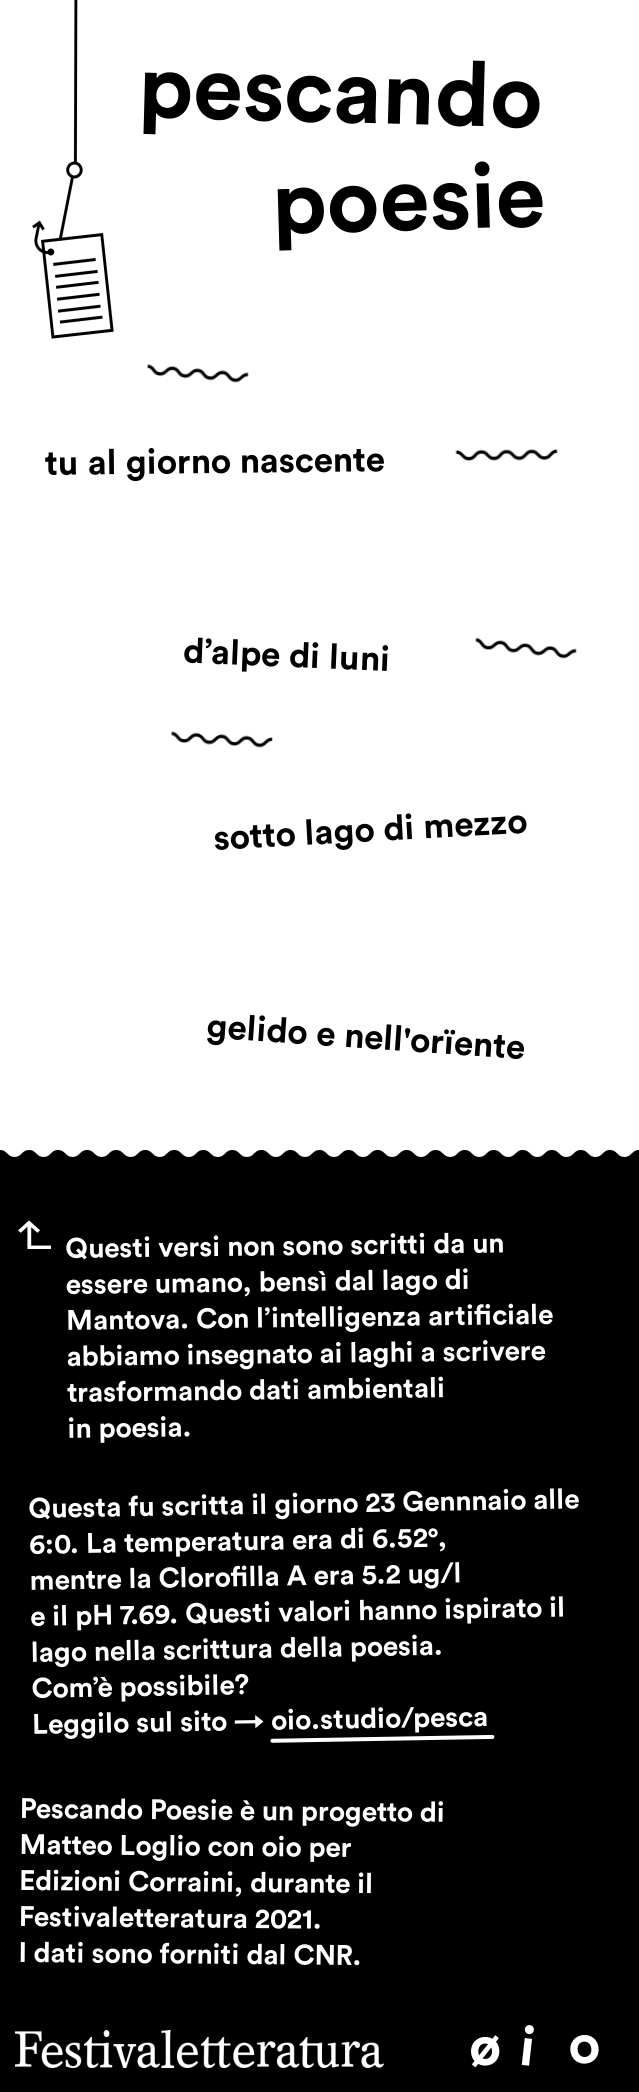 pescando
poesie
tu al giorno nascente
d’alpe di luni
sotto lago di mezzo
gelido e nell'orïente
Questi versi non sono scritti da un
essere umano, bensì dal lago di
Mantova. Con l’intelligenza artificiale
abbiamo insegnato ai laghi a scrivere
trasformando dati ambientali
in poesia.
Questa fu scritta il giorno 23 Gennnaio alle
6:0. La temperatura era di 6.52°,
mentre la Clorofilla A era 5.2 ug/l
e il pH 7.69. Questi valori hanno ispirato il
lago nella scrittura della poesia.
Com’è possibile?
Leggilo sul sito → oio.studio/pesca
Pescando Poesie è un progetto di
Matteo Loglio con oio per
Edizioni Corraini, durante il
Festivaletteratura 2021.
I dati sono forniti dal CNR.
Festivaletteratura øio